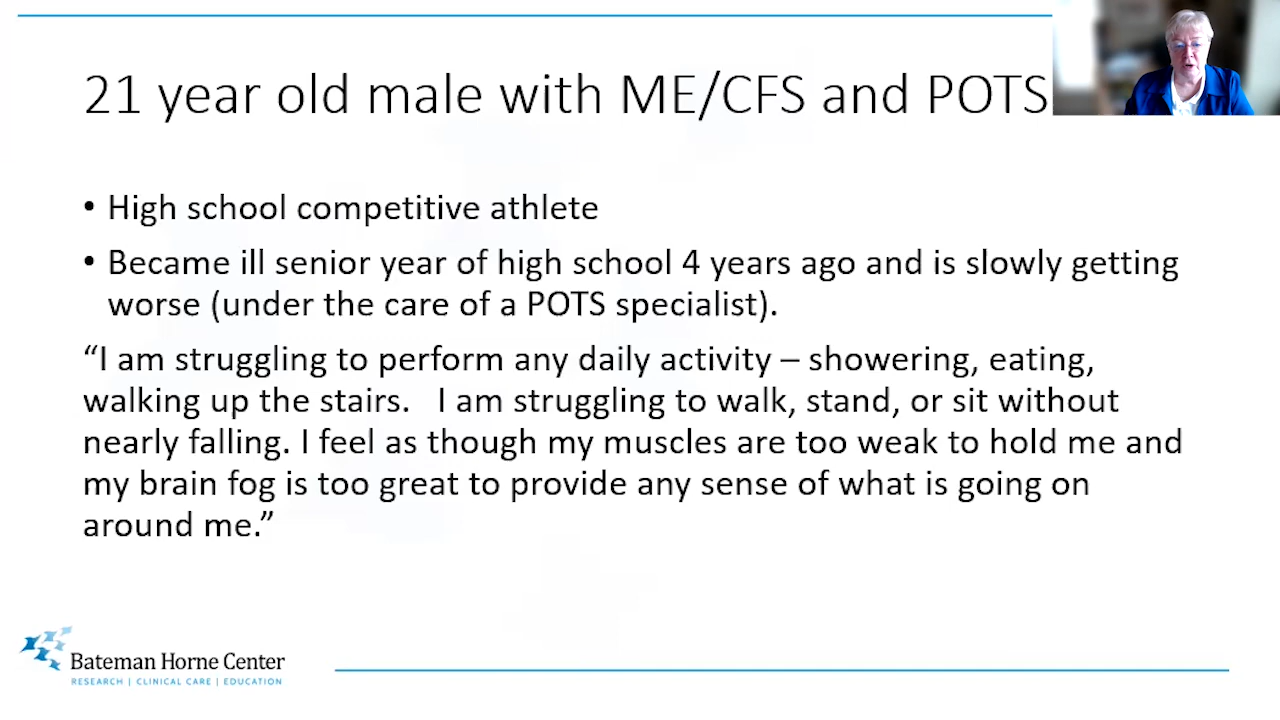 21 year old male with ME/CFS and POTS
• High school competitive athlete
• Became ill senior year of high school 4 years ago and is slowly getting
worse (under the care of a POTS specialist).
“I am struggling to perform any daily activity – showering, eating,
walking up the stairs.   I am struggling to walk, stand, or sit without
nearly falling. I feel as though my muscles are too weak to hold me and
my brain fog is too great to provide any sense of what is going on
around me.”
Bateman Horne Center
RESEARCH | CLINICAL CARE | EDUCATION